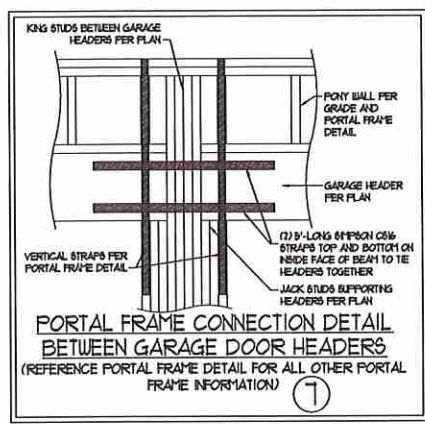 KING STUDS BETWEEN GARAGE
HEADERS PER PLAN
PONY WALL PER
GRADE AND
PORTAL FRAME
DETAIL
GARAGE HEADER
PER PLAN
(2) 5'-LONG SIMPSON CS16
STRAPS TOP AND BOTTOM ON
INSIDE FACE OF BEAM TO TIE
HEADERS TOGETHER
VERTICAL STRAPS PER
PORTAL FRAME DETAIL
JACK STUDS SUPPORTING
HEADERS PER PLAN
PORTAL FRAME CONNECTION DETAIL
BETWEEN GARAGE DOOR HEADERS
(REFERENCE PORTAL FRAME DETAIL FOR ALL OTHER PORTAL
FRAME INFORMATION)
7